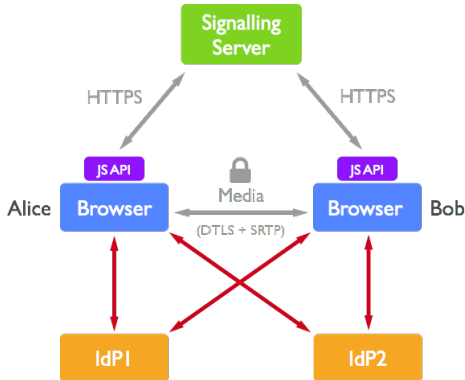 Signalling
Server
HTTPS
HTTPS
JS API
JS API
Media
Alice
Browser
Browser
Bob
(DTLS + SRTP)
IdP1
IdP2